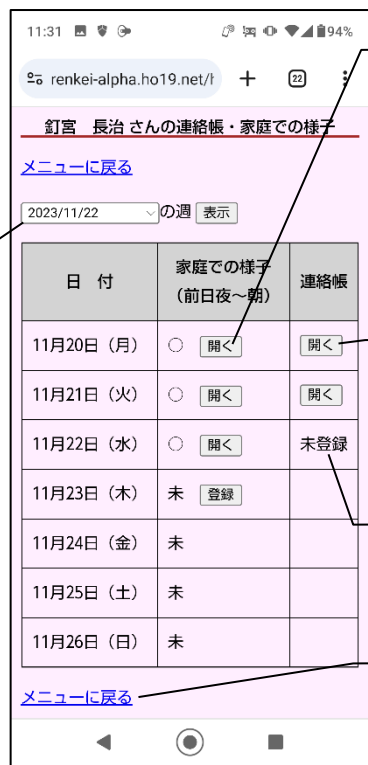 11:31 94%
renkei-alpha.ho19.net/h + 22
釘宮　長治 さんの連絡帳・家庭での様子
メニューに戻る
2023/11/22 の週 表示
日　付 家庭での様子（前日夜～朝） 連絡帳
11月20日（月） ○ 開く 開く
11月21日（火） ○ 開く 開く
11月22日（水） ○ 開く 未登録
11月23日（木） 未 登録
11月24日（金） 未
11月25日（土） 未
11月26日（日） 未
メニューに戻る